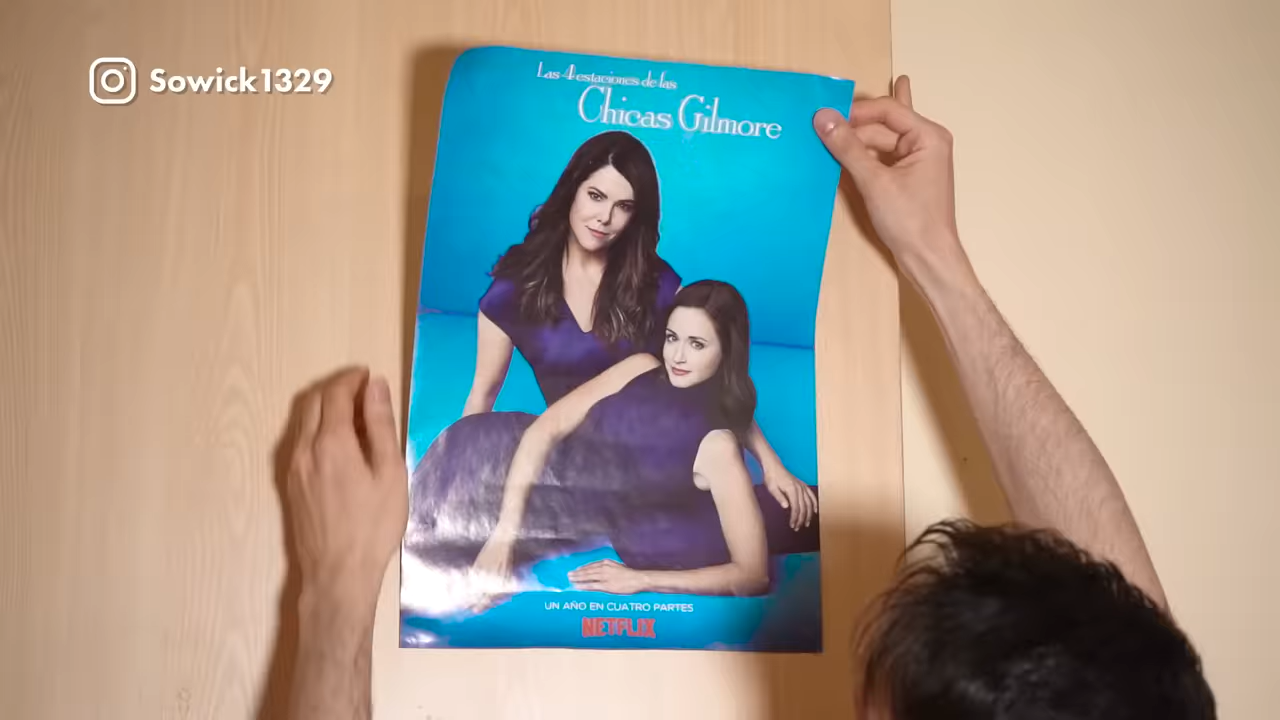 Sowick1329
Las 4 estaciones de las
Chicas Gilmore
UN AÑO EN CUATRO PARTES
NETFLIX